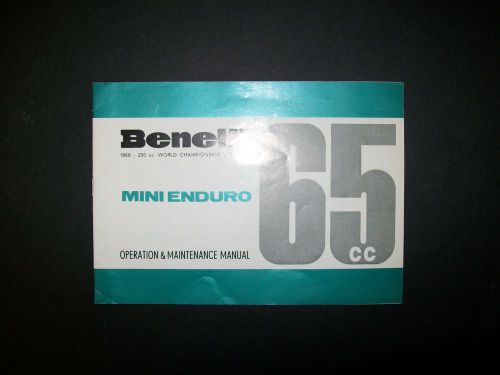 Benelli
1969 - 250 cc. WORLD CHAMPIONSHIP
MINI ENDURO
65
cc
OPERATION & MAINTENANCE MANUAL